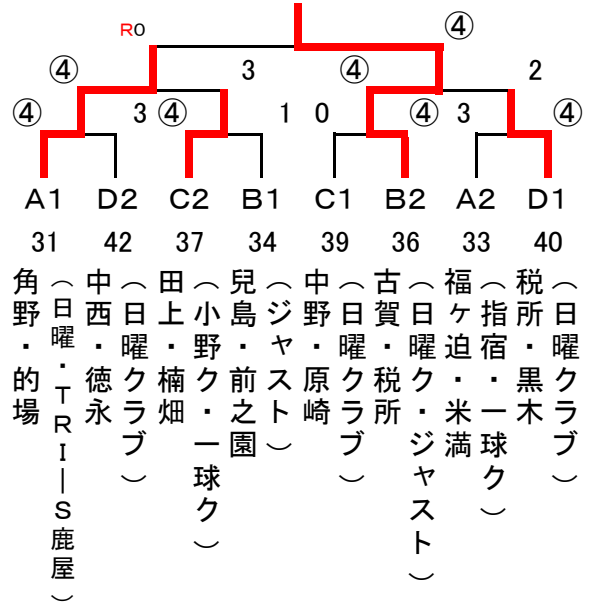 R0 ④
④ 3 ④ 2
④ 3 ④ 1 0 ④ 3 ④
A1 D2 C2 B1 C1 B2 A2 D1
31 42 37 34 39 36 33 40
角野・的場
(日曜・TRI―S鹿屋)
中西・徳永
(日曜クラブ)
田上・楠畑
(小野ク・一球ク)
兒島・前之園
(ジャスト)
中野・原崎
(日曜クラブ)
古賀・税所
(日曜ク・ジャスト)
福ヶ迫・米満
(指宿・一球ク)
税所・黒木
(日曜クラブ)